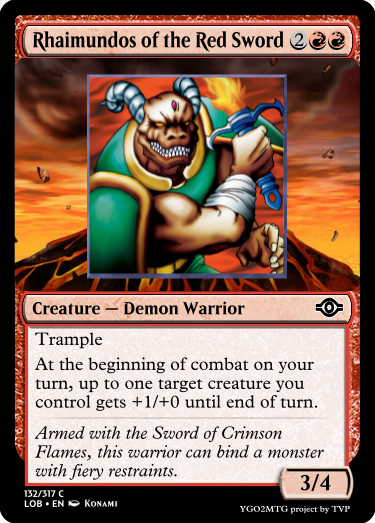 Rhaimundos of the Red Sword 2
Creature — Demon Warrior
Trample
At the beginning of combat on your
turn, up to one target creature you
control gets +1/+0 until end of turn.
Armed with the Sword of Crimson
Flames, this warrior can bind a monster
with fiery restraints.
3/4
132/317 C
LOB • EN Konami
YGO2MTG project by TVP